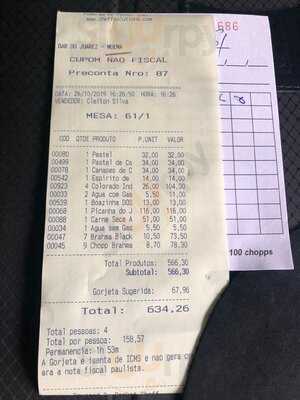 BAR DO JUAREZ - MOEMA
CUPOM NAO FISCAL
Preconta Nro: 87
DATA: 26/10/2019 16:26:50 HORA: 16:26
VENDEDOR: Cleiton Silva
MESA: 61/1
COD QTDE PRODUTO P.UNIT VALOR
00080 1 Pastel 32,00 32,00
00499 1 Pastel de Ca 34,00 34,00
00078 1 Canapes de C 34,00 34,00
00542 1 Espirito de 14,00 14,00
00923 4 Colorado Ind 26,00 104,00
00033 2 Agua com Gas 5,50 11,00
00539 1 Boazinha DOS 13,00 13,00
00068 1 Picanha do J 116,00 116,00
00088 1 Carne Seca A 51,00 51,00
00034 1 Agua sem Gas 5,50 5,50
00047 7 Brahma Black 10,50 73,50
00045 9 Chopp Brahma 8,70 78,30
Total Produtos: 566,30
Subtotal: 566,30
Gorjeta Sugerida: 67,96
Total: 634,26
Total pessoas: 4
Total por pessoa: 158,57
Permanencia: 1h 53m
A Gorjeta é isenta de ICMS e nao gera
era a note fiscal paulista.
686
100 chopps